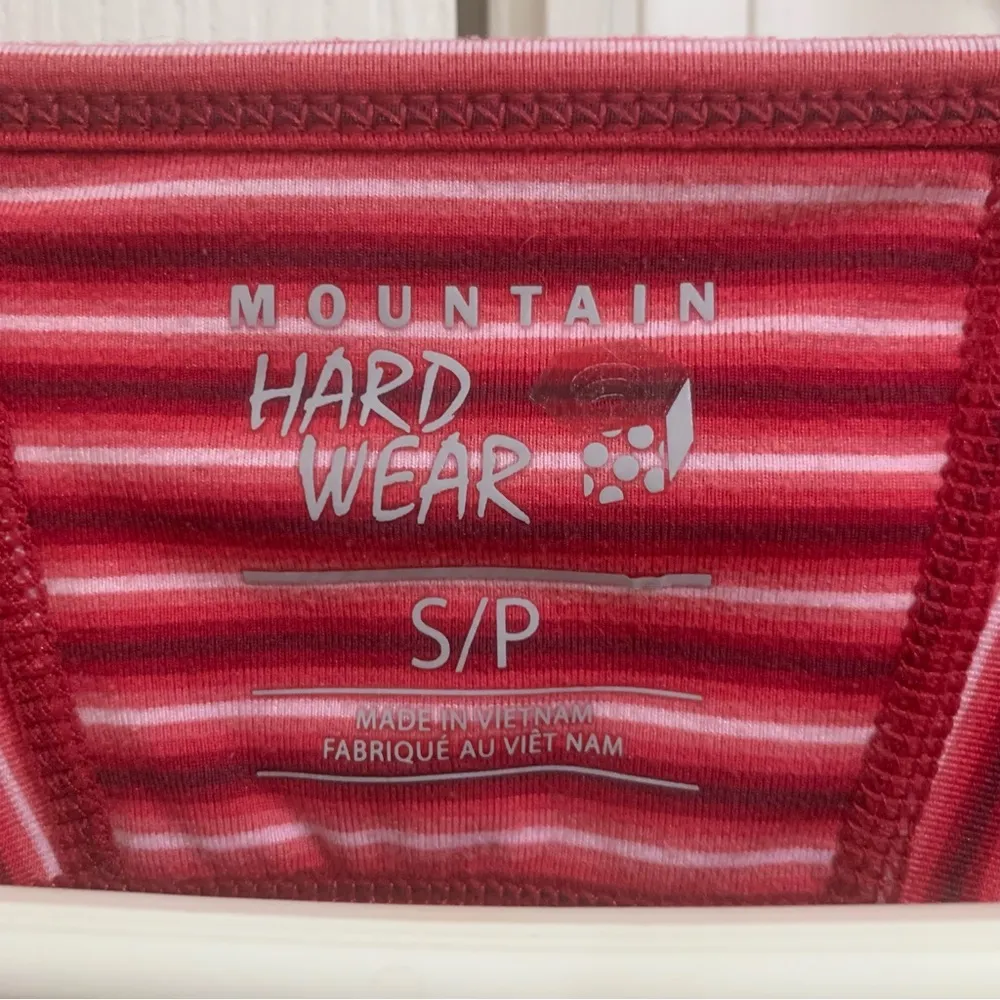 MOUNTAIN
HARD
WEAR
S/P
MADE IN VIETNAM
FABRIQUÉ AU VIÊT NAM